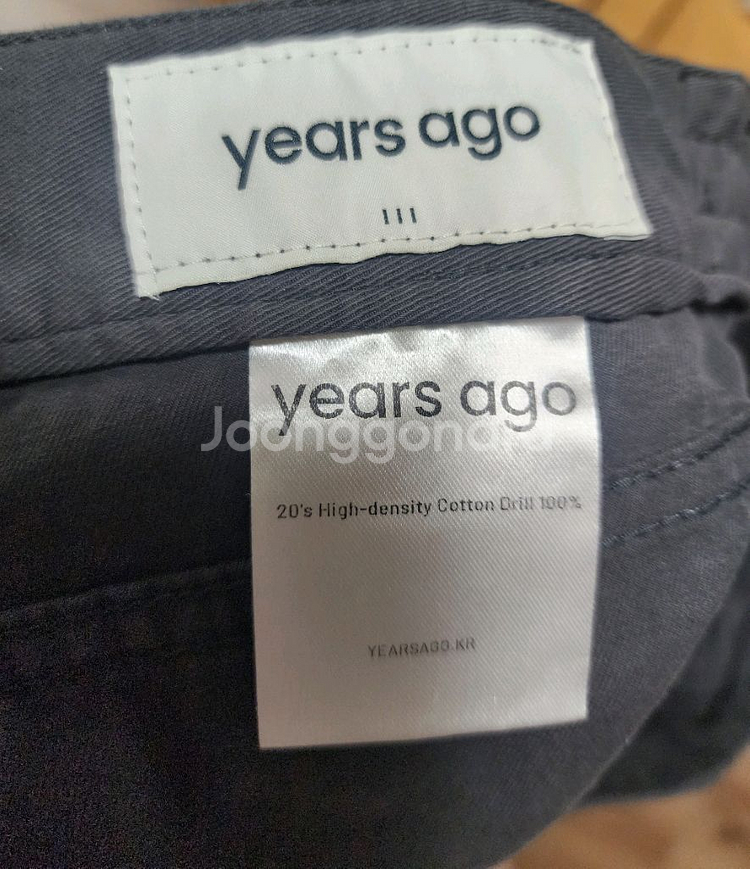 years ago
III
years ago
Joonggonara
20's High-density Cotton Drill 100%
YEARSAGO.KR